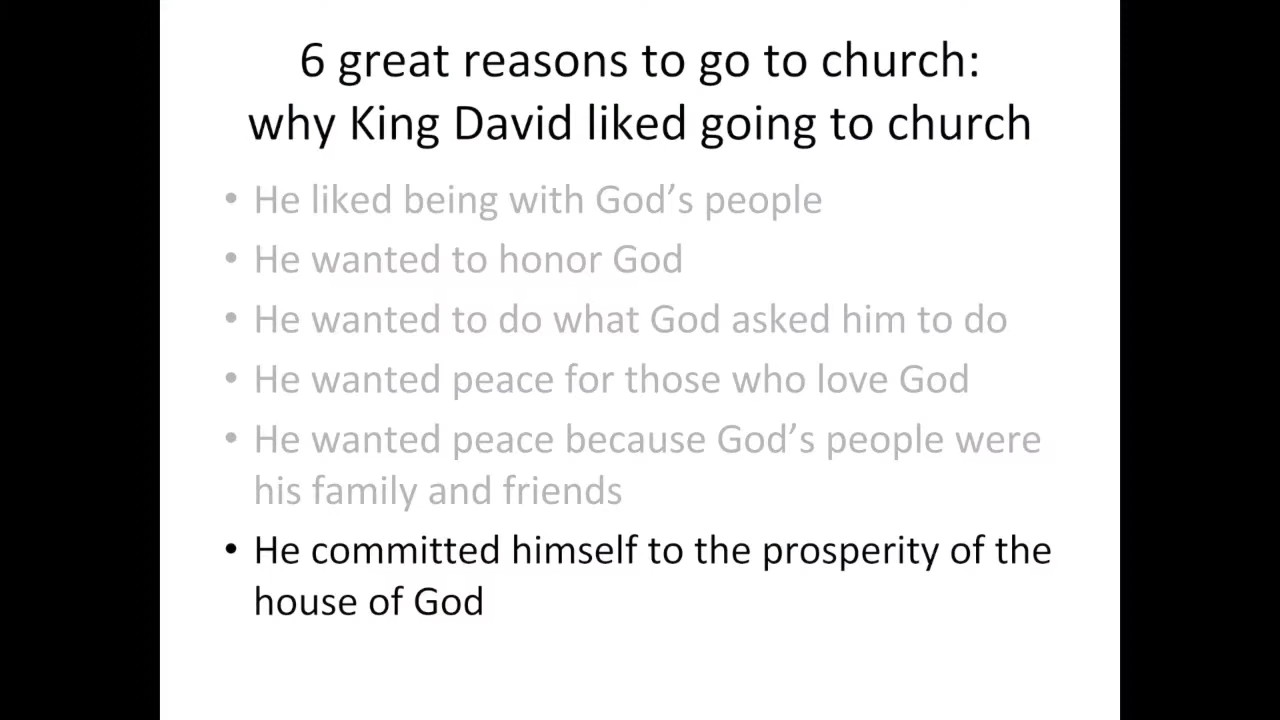 6 great reasons to go to church:
why King David liked going to church
• He liked being with God’s people
• He wanted to honor God
• He wanted to do what God asked him to do
• He wanted peace for those who love God
• He wanted peace because God’s people were
his family and friends
• He committed himself to the prosperity of the
house of God